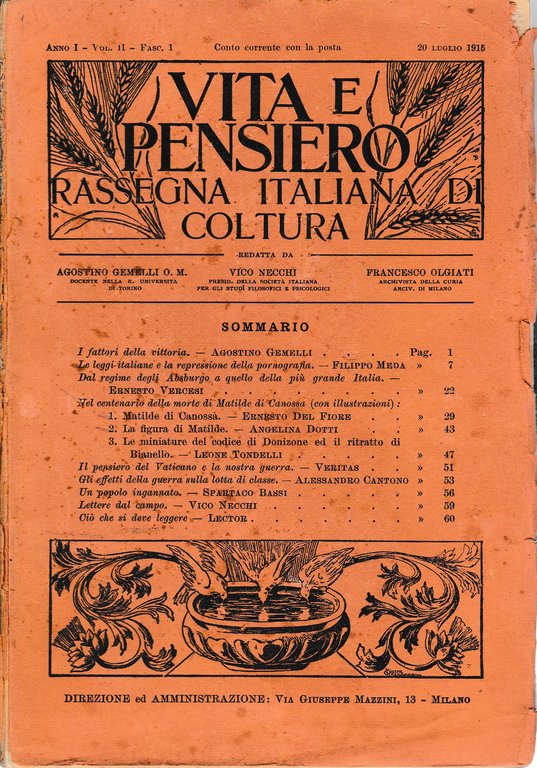 Anno I – Vol. II – Fasc. 1 Conto corrente con la posta 20 luglio 1915
VITA E
PENSIERO
RASSEGNA ITALIANA DI
COLTURA
REDATTA DA
AGOSTINO GEMELLI O. M. VICO NECCHI FRANCESCO OLGIATI
DOCENTE NELLA R. UNIVERSITÀ PRESID. DELLA SOCIETÀ ITALIANA ARCHIVISTA DELLA CURIA
DI TORINO PER GLI STUDI FILOSOFICI E PSICOLOGICI ARCIV. DI MILANO
SOMMARIO
I fattori della vittoria. — Agostino Gemelli . . . . Pag. 1
Le leggi italiane e la repressione della pornografia. — Filippo Meda » 7
Dal regime degli Absburgo a quello della più grande Italia. —
Ernesto Vercesi . . . . . . . . » 22
Nel centenario della morte di Matilde di Canossa (con illustrazioni) :
1. Matilde di Canossa. — Ernesto Del Fiore . . . » 29
2. La figura di Matilde. — Angelina Dotti . . . » 43
3. Le miniature del codice di Donizone ed il ritratto di
Bianello. — Leone Tondelli . . . . . » 47
Il pensiero del Vaticano e la nostra guerra. — Veritas . . » 51
Gli effetti della guerra sulla lotta di classe. — Alessandro Cantono » 53
Un popolo ingannato. — Spartaco Bassi . . . . . » 56
Lettere dal campo. — Vico Necchi . . . . . . » 59
Ciò che si deve leggere — Lector . . . . . . » 60
DIREZIONE ed AMMINISTRAZIONE: Via Giuseppe Mazzini, 13 – Milano